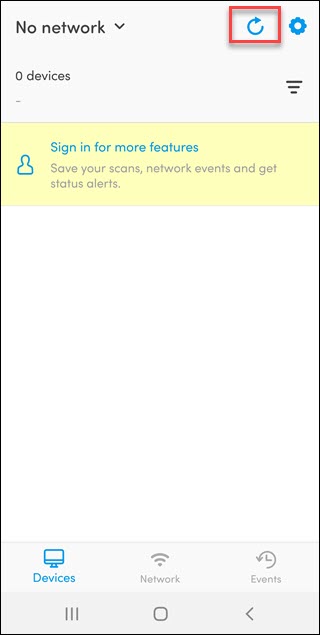 No network
0 devices
-
Sign in for more features
Save your scans, network events and get
status alerts.
Devices
Network
Events